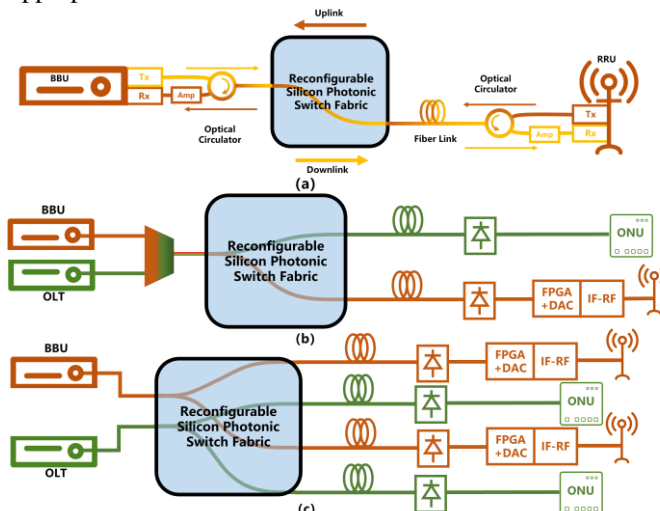 Uplink
BBU
Tx
Rx
Amp
Optical
Circulator
Reconfigurable
Silicon Photonic
Switch Fabric
Downlink
(a)
Fiber Link
Optical
Circulator
RRU
Tx
Rx
Amp
BBU
OLT
Reconfigurable
Silicon Photonic
Switch Fabric
ONU
FPGA
+DAC
IF-RF
(b)
BBU
OLT
Reconfigurable
Silicon Photonic
Switch Fabric
FPGA
+DAC
IF-RF
ONU
FPGA
+DAC
IF-RF
ONU
(c)